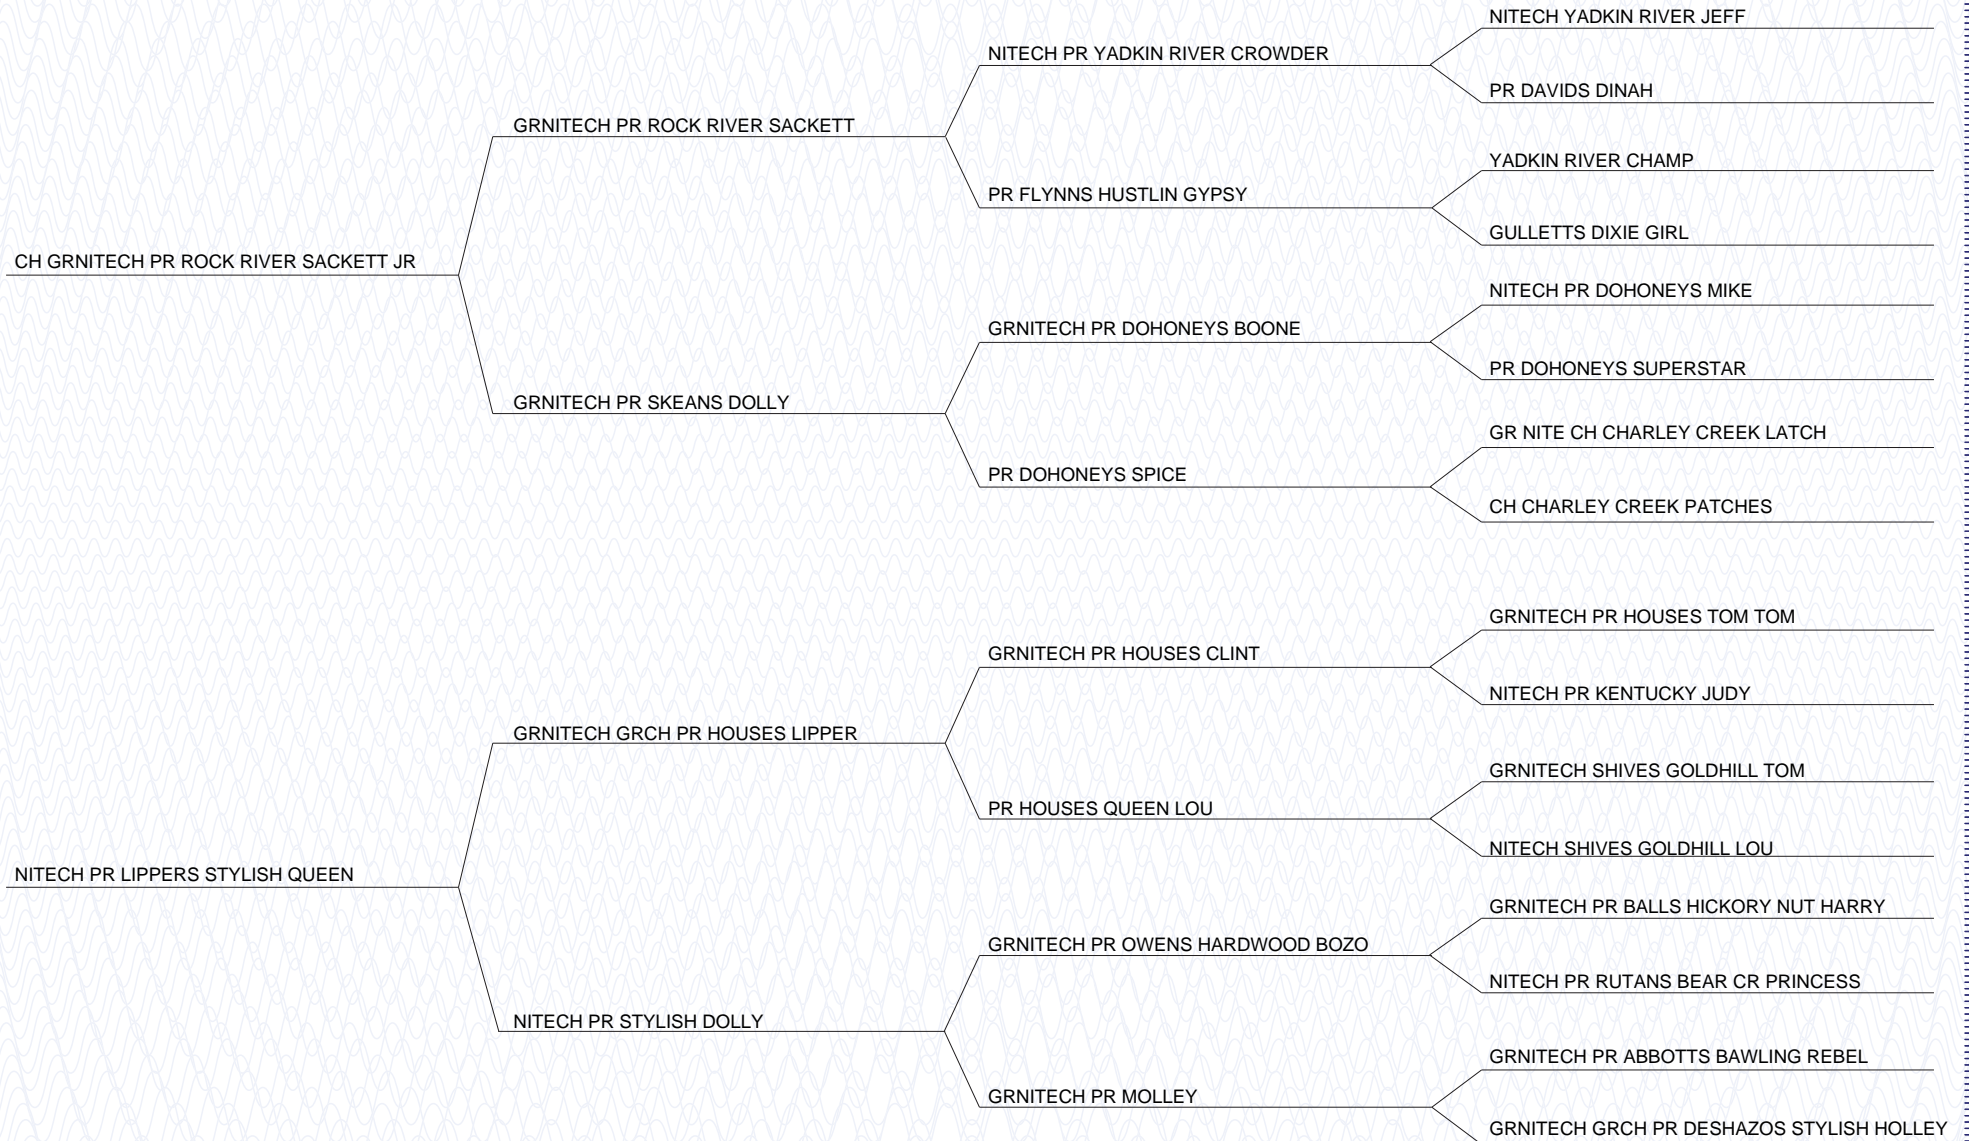 NITECH YADKIN RIVER JEFF
NITECH PR YADKIN RIVER CROWDER
PR DAVIDS DINAH
GRNITECH PR ROCK RIVER SACKETT
YADKIN RIVER CHAMP
PR FLYNNS HUSTLIN GYPSY
GULLETTS DIXIE GIRL
CH GRNITECH PR ROCK RIVER SACKETT JR
NITECH PR DOHONEYS MIKE
GRNITECH PR DOHONEYS BOONE
PR DOHONEYS SUPERSTAR
GRNITECH PR SKEANS DOLLY
GR NITE CH CHARLEY CREEK LATCH
PR DOHONEYS SPICE
CH CHARLEY CREEK PATCHES
GRNITECH PR HOUSES TOM TOM
GRNITECH PR HOUSES CLINT
NITECH PR KENTUCKY JUDY
GRNITECH GRCH PR HOUSES LIPPER
GRNITECH SHIVES GOLDHILL TOM
PR HOUSES QUEEN LOU
NITECH SHIVES GOLDHILL LOU
NITECH PR LIPPERS STYLISH QUEEN
GRNITECH PR BALLS HICKORY NUT HARRY
GRNITECH PR OWENS HARDWOOD BOZO
NITECH PR RUTANS BEAR CR PRINCESS
NITECH PR STYLISH DOLLY
GRNITECH PR ABBOTTS BAWLING REBEL
GRNITECH PR MOLLEY
GRNITECH GRCH PR DESHAZOS STYLISH HOLLEY